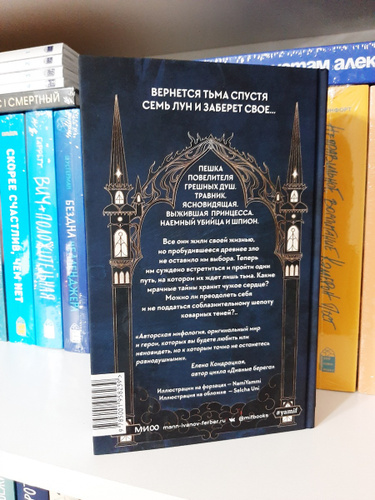 ВЕРНЕТСЯ ТЬМА СПУСТЯ
СЕМЬ ЛУН И ЗАБЕРЕТ СВОЕ...
ПЕШКА
ПОВЕЛИТЕЛЯ
ГРЕШНЫХ ДУШ.
ТРАВНИК.
ЯСНОВИДЯЩАЯ.
ВЫЖИВШАЯ ПРИНЦЕССА.
НАЕМНЫЙ УБИЙЦА И ШПИОН.
Все они жили своей жизнью,
но пробудившееся древнее зло
не оставило им выбора. Теперь
им суждено встретиться и пройти один
путь, на котором их ждет лишь тьма. Какие
мрачные тайны хранит чужое сердце?
Можно ли преодолеть себя
и не поддаться соблазнительному шепоту
коварных теней?..
«Авторская мифология, оригинальный мир
и герои, которых вы будете любить или
ненавидеть, но к которым точно не останетесь
равнодушными».
Елена Кондрацкая,
автор цикла «Дивные берега»
Иллюстрации на форзацах — NamiYammi
Иллюстрация на обложке — Selcha Uni
МИФ
mann-ivanov-ferber.ru
@mifbooks
#yamif
И СМЕРТНЫЙ
СКОРЕЕ СЧАСТЛИВ, ЧЕМ НЕТ
БЕЗДНА